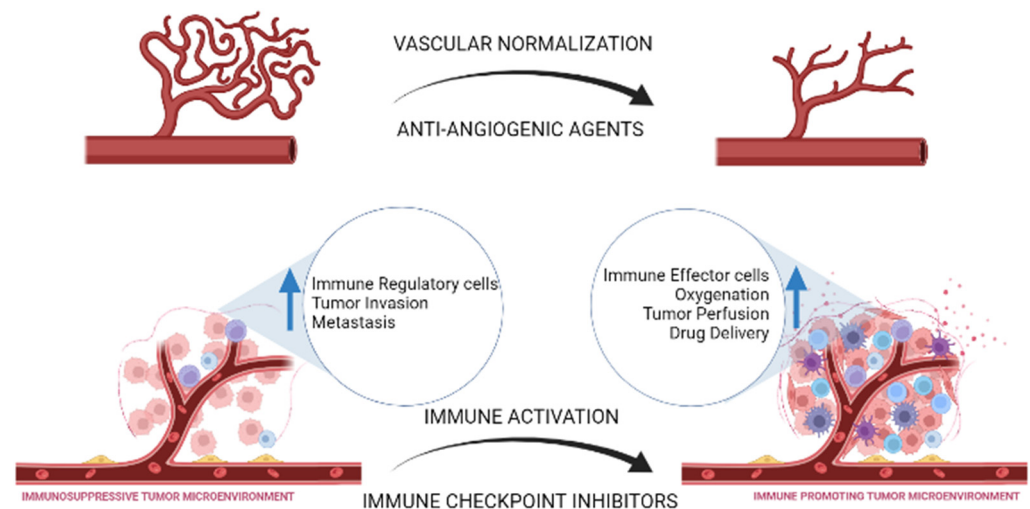 VASCULAR NORMALIZATION
ANTI-ANGIOGENIC AGENTS
Immune Regulatory cells
Tumor Invasion
Metastasis
Immune Effector cells
Oxygenation
Tumor Perfusion
Drug Delivery
IMMUNE ACTIVATION
IMMUNE CHECKPOINT INHIBITORS
IMMUNOSUPPRESSIVE TUMOR MICROENVIRONMENT
IMMUNE PROMOTING TUMOR MICROENVIRONMENT